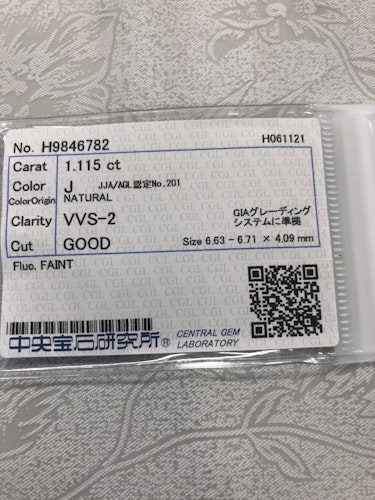 No. H9846782 H061121
Carat 1.115 ct
Color J JJA/AGL認定No.201
ColorOrigin NATURAL
Clarity VVS-2 GIAグレーディング
システムに準拠
Cut GOOD Size 6.63 - 6.71 × 4.09 mm
Fluo. FAINT
中央宝石研究所® CENTRAL GEM
LABORATORY